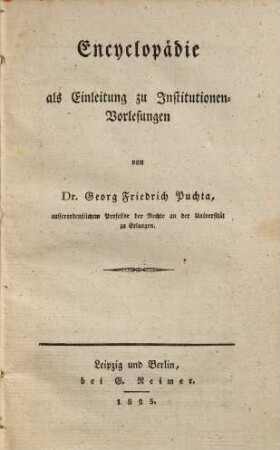 Encyclopädie
als Einleitung zu Institutionen-
Vorlesungen
von
Dr. Georg Friedrich Puchta,
ausserordentlichem Professor der Rechte an der Universität
zu Erlangen.
Leipzig und Berlin,
bei G. Reimer.
1825.